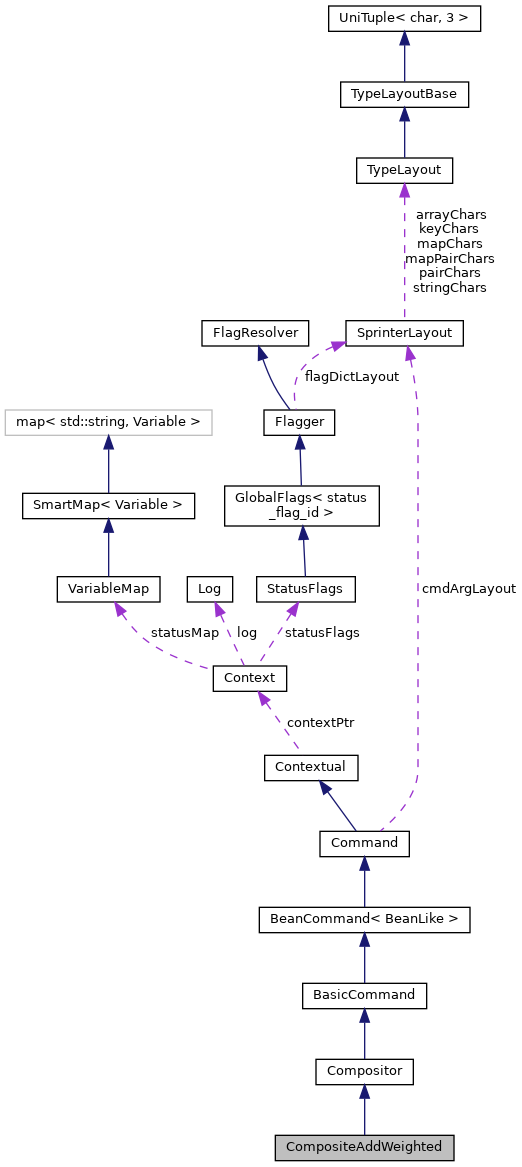 UniTuple< char, 3 >
TypeLayoutBase
TypeLayout
arrayChars
keyChars
mapChars
mapPairChars
pairChars
stringChars
FlagResolver
SprinterLayout
flagDictLayout
map< std::string, Variable >
Flagger
SmartMap< Variable >
GlobalFlags< status
_flag_id >
VariableMap
Log
StatusFlags
cmdArgLayout
statusMap
log
statusFlags
Context
contextPtr
Contextual
Command
BeanCommand< BeanLike >
BasicCommand
Compositor
CompositeAddWeighted